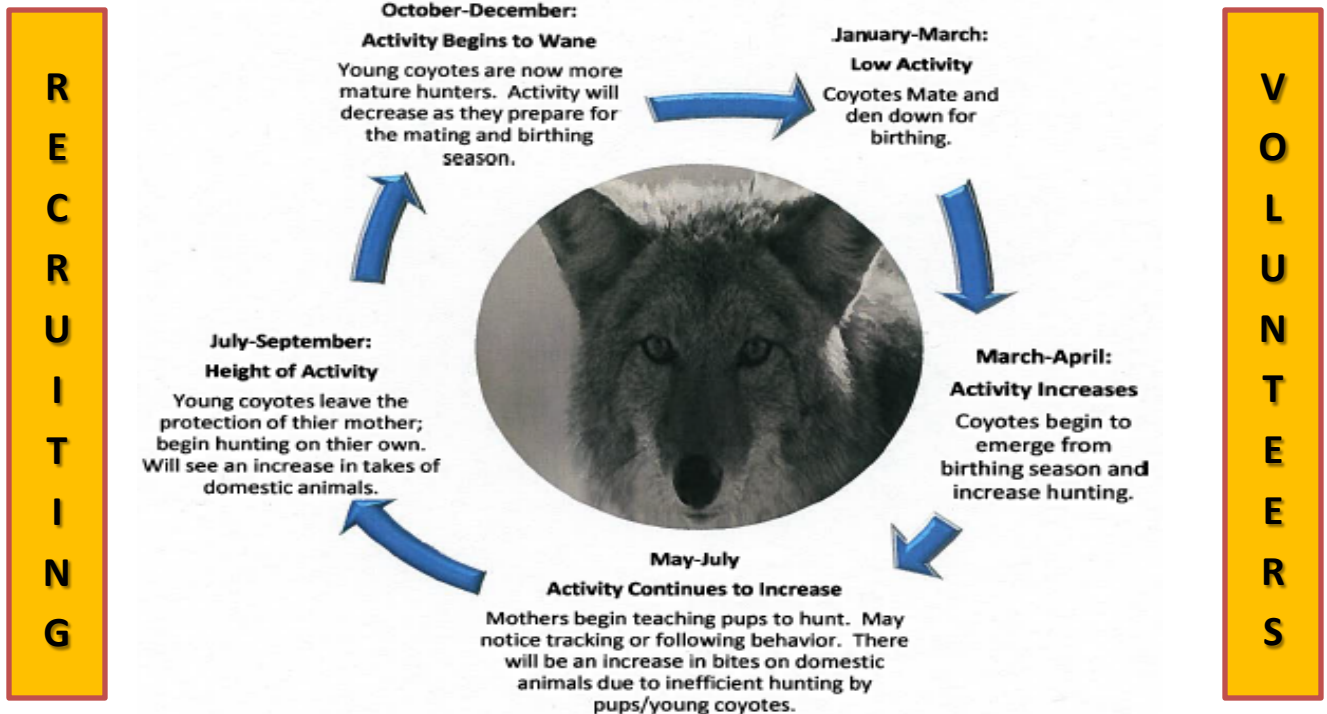 RECRUITING
October-December:
Activity Begins to Wane
Young coyotes are now more
mature hunters.  Activity will
decrease as they prepare for
the mating and birthing
season.
January-March:
Low Activity
Coyotes Mate and
den down for
birthing.
March-April:
Activity Increases
Coyotes begin to
emerge from
birthing season and
increase hunting.
May-July
Activity Continues to Increase
Mothers begin teaching pups to hunt.  May
notice tracking or following behavior.  There
will be an increase in bites on domestic
animals due to inefficient hunting by
pups/young coyotes.
July-September:
Height of Activity
Young coyotes leave the
protection of thier mother;
begin hunting on thier own.
Will see an increase in takes of
domestic animals.
VOLUNTEERS